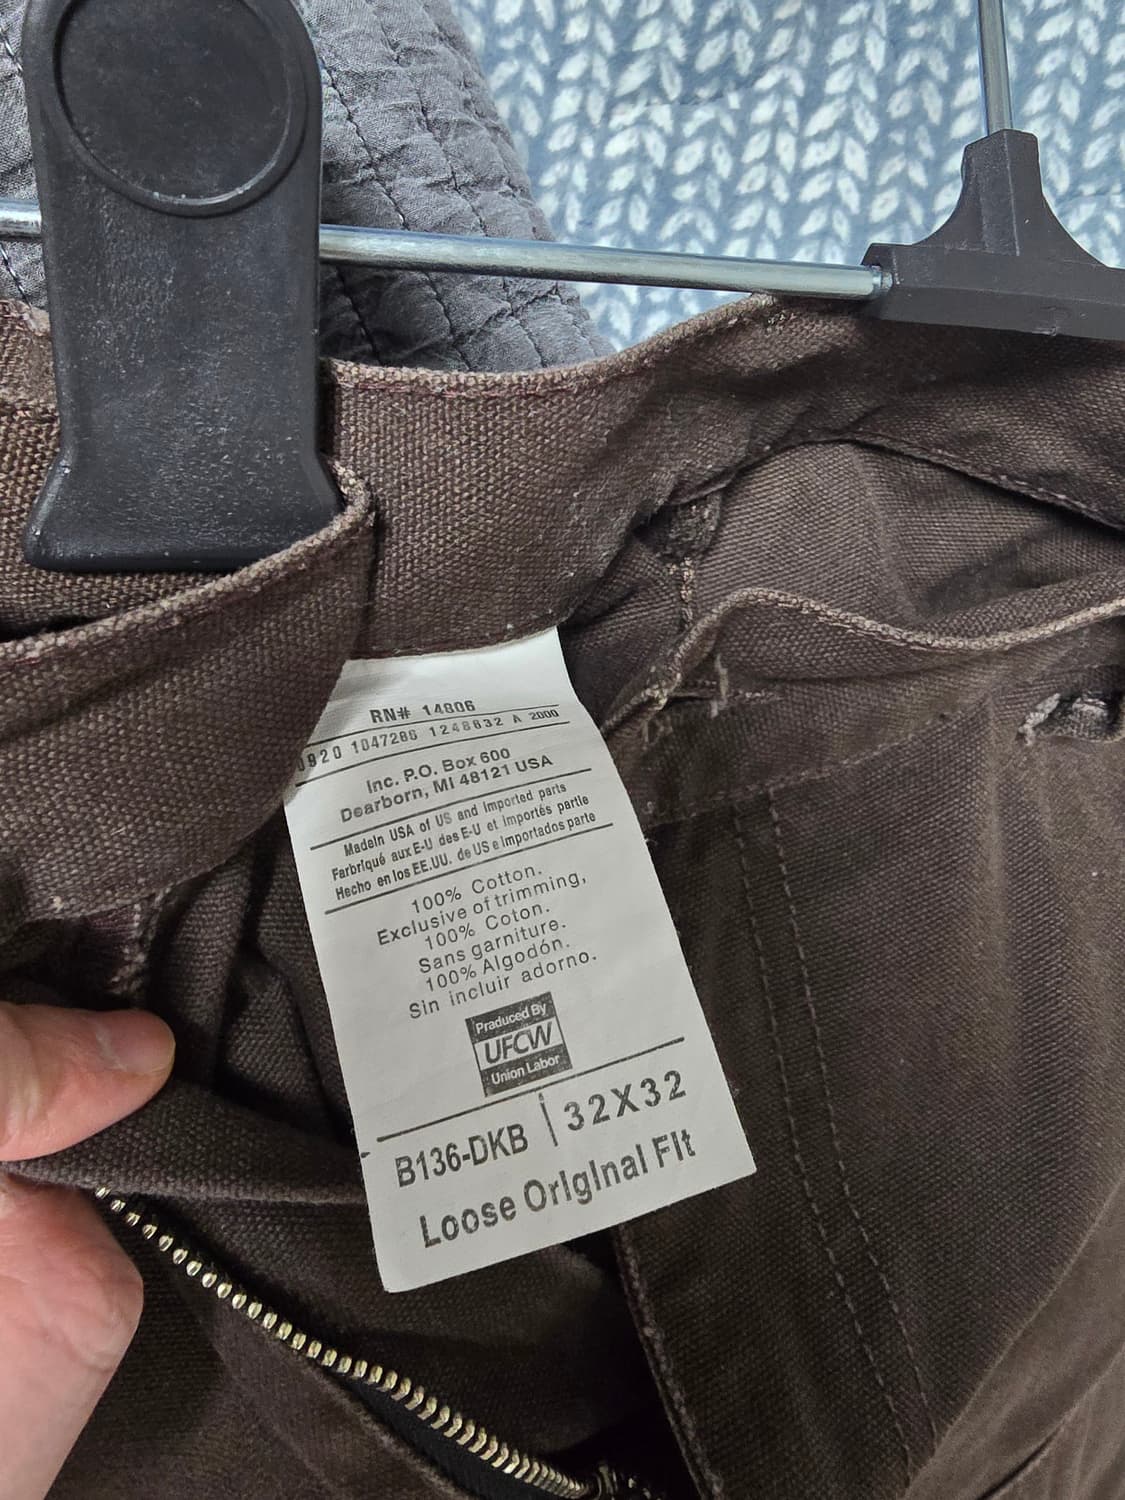 RN# 14806
0920 1047286 1248632 A 2000
Inc. P.O. Box 600
Dearborn, MI 48121 USA
MadeIn USA of US and Imported parts
Farbriqué aux E-U des E-U et Importés partie
Hecho en los EE.UU. de US e Importados parte
100% Cotton.
Exclusive of trimming,
100% Coton.
Sans garniture.
100% Algodón.
Sin incluir adorno.
Produced By
UFCW
Union Labor
B136-DKB | 32X32
Loose Original Fit